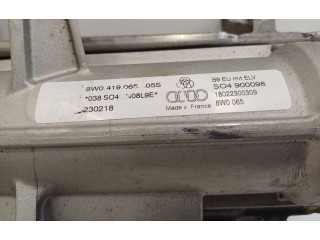 8W0.419.065. .05S
*038 SO4 . .08L9E*
230218
Made in France
B9 EU mit ELV
SO4 900096
18022300309
8W0 065